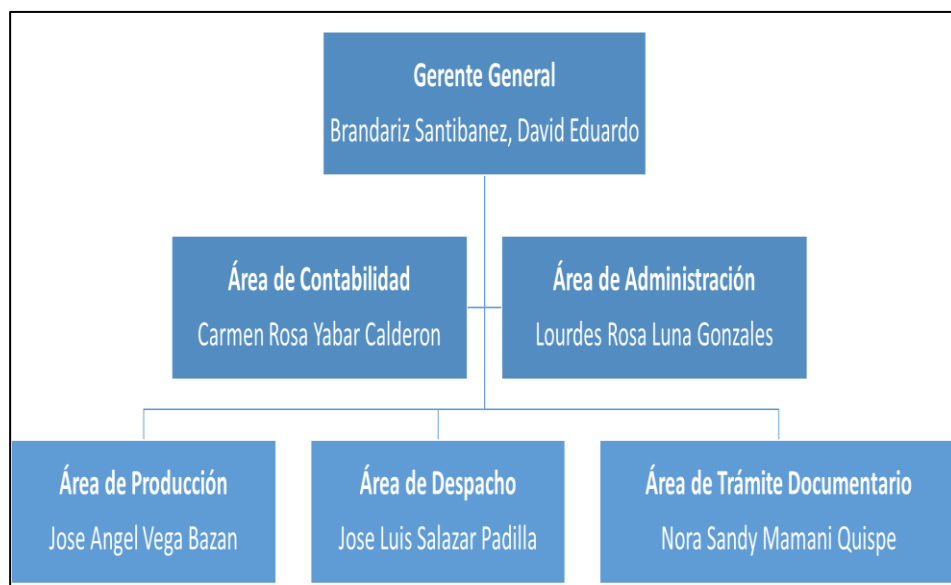 Gerente General
Brandariz Santibanez, David Eduardo
Área de Contabilidad
Carmen Rosa Yabar Calderon
Área de Administración
Lourdes Rosa Luna Gonzales
Área de Producción
Jose Angel Vega Bazan
Área de Despacho
Jose Luis Salazar Padilla
Área de Trámite Documentario
Nora Sandy Mamani Quispe